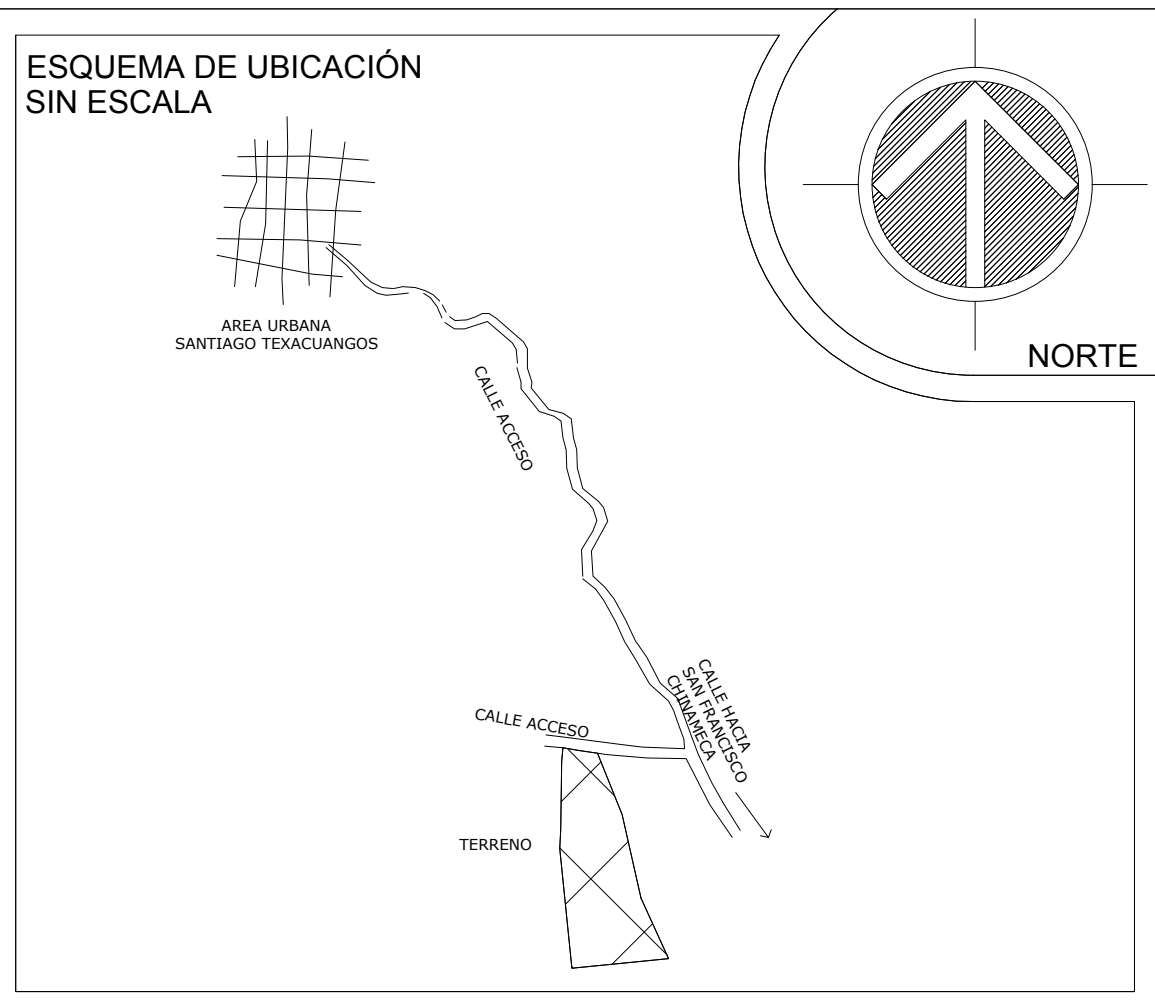 ESQUEMA DE UBICACIÓN
SIN ESCALA
NORTE
AREA URBANA
SANTIAGO TEXACUANGOS
CALLE ACCESO
CALLE HACIA
SAN FRANCISCO
CHINAMECA
CALLE ACCESO
TERRENO